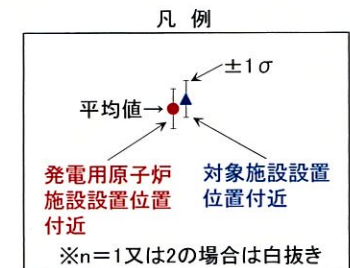 凡 例
±1σ
平均値→
発電用原子炉
施設設置位置
付近
対象施設設置
位置付近
※n＝1又は2の場合は白抜き